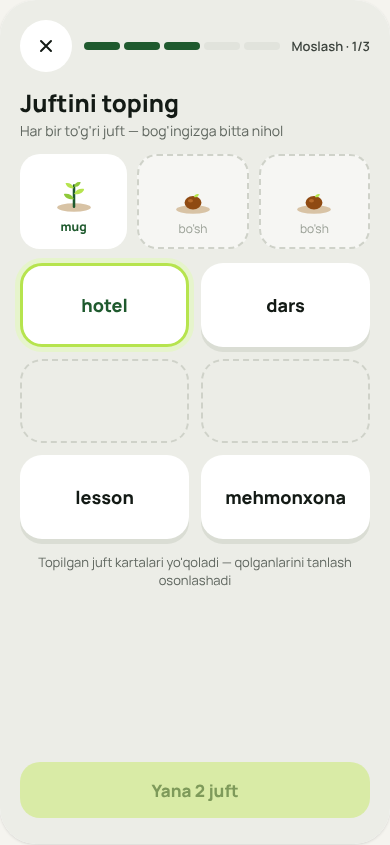 Moslash · 1/3
Juftini toping
Har bir to'g'ri juft — bog'ingizga bitta nihol
mug
bo'sh
bo'sh
hotel
dars
lesson
mehmonxona
Topilgan juft kartalari yo'qoladi — qolganlarini tanlash
osonlashadi
Yana 2 juft